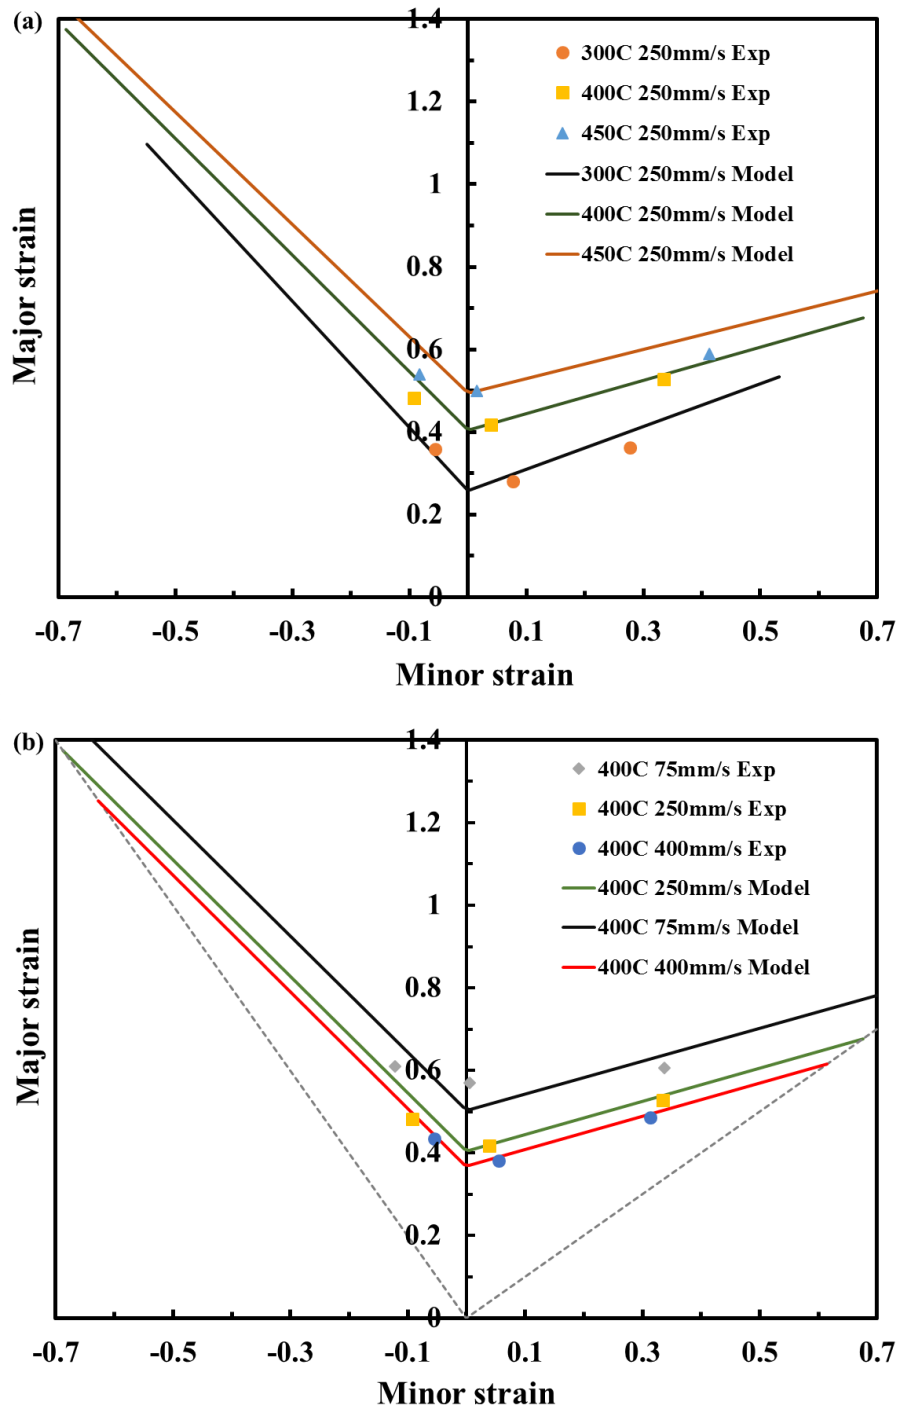 (a)
1.4
1.2
1
0.8
0.6
0.4
0.2
0
Major strain
300C 250mm/s Exp
400C 250mm/s Exp
450C 250mm/s Exp
300C 250mm/s Model
400C 250mm/s Model
450C 250mm/s Model
-0.7 -0.5 -0.3 -0.1 0.1 0.3 0.5 0.7
Minor strain
(b)
1.4
1.2
1
0.8
0.6
0.4
0.2
0
Major strain
400C 75mm/s Exp
400C 250mm/s Exp
400C 400mm/s Exp
400C 250mm/s Model
400C 75mm/s Model
400C 400mm/s Model
-0.7 -0.5 -0.3 -0.1 0.1 0.3 0.5 0.7
Minor strain